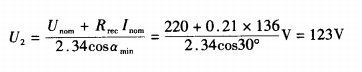 U₂ = (U_nom + R_rec I_nom) / (2.34cosα_min) = (220 + 0.21 × 136) / (2.34cos30°) V = 123V